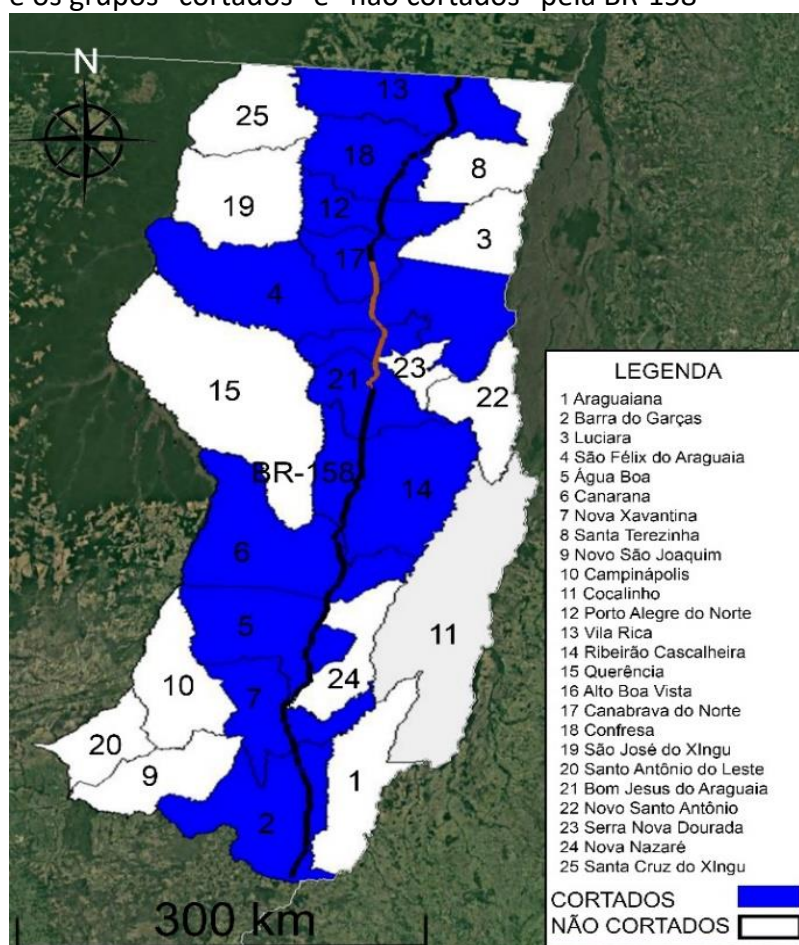 e os grupos "cortados" e "não cortados" pela BR-158
N
13
25
18
8
19
12
3
17
4
23
15
21
22
BR-158
14
6
5
11
10
24
7
20
9
1
2
300 km
LEGENDA
1 Araguaiana
2 Barra do Garças
3 Luciara
4 São Félix do Araguaia
5 Água Boa
6 Canarana
7 Nova Xavantina
8 Santa Terezinha
9 Novo São Joaquim
10 Campinápolis
11 Cocalinho
12 Porto Alegre do Norte
13 Vila Rica
14 Ribeirão Cascalheira
15 Querência
16 Alto Boa Vista
17 Canabrava do Norte
18 Confresa
19 São José do XIngu
20 Santo Antônio do Leste
21 Bom Jesus do Araguaia
22 Novo Santo Antônio
23 Serra Nova Dourada
24 Nova Nazaré
25 Santa Cruz do XIngu
CORTADOS
NÃO CORTADOS